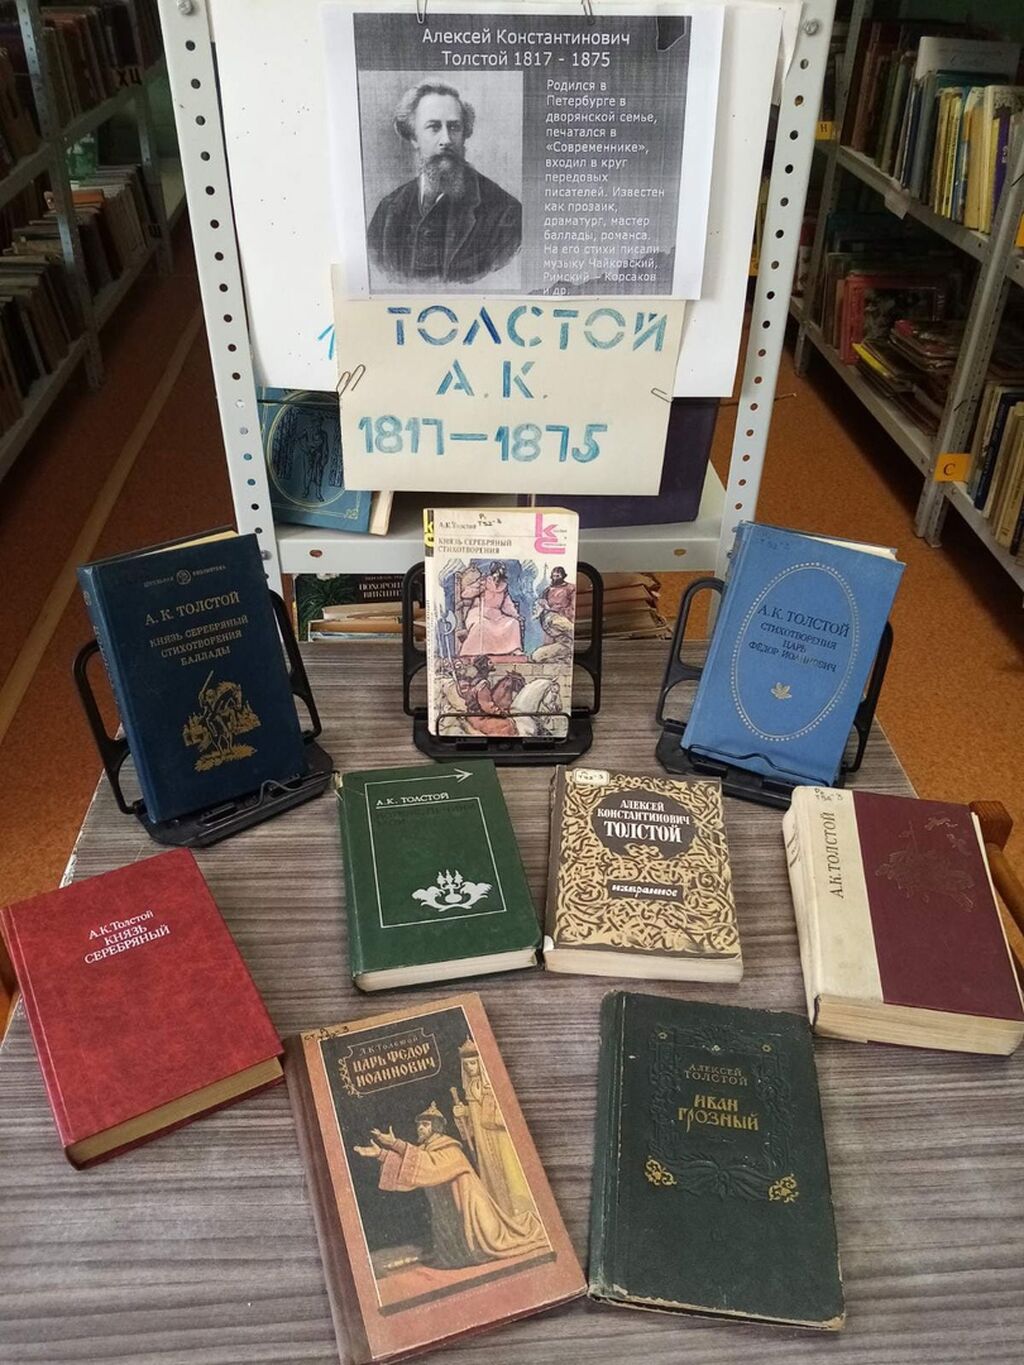 Алексей Константинович
Толстой 1817 - 1875
Родился в
Петербурге в
дворянской семье,
печатался в
«Современнике»,
входил в круг
передовых
писателей. Известен
как прозаик,
драматург, мастер
баллады, романса.
На его стихи писали
музыку Чайковский,
Римский – Корсаков
и др.
ТОЛСТОЙ
А. К.
1817—1875
С
Н
ШКОЛЬНАЯ БИБЛИОТЕКА
А. К. ТОЛСТОЙ
КНЯЗЬ СЕРЕБРЯНЫЙ
СТИХОТВОРЕНИЯ
БАЛЛАДЫ
А.К.Толстой
КНЯЗЬ СЕРЕБРЯНЫЙ
СТИХОТВОРЕНИЯ
А.К. ТОЛСТОЙ
СТИХОТВОРЕНИЯ
ЦАРЬ
ФЕДОР ИОАННОВИЧ
А.К. ТОЛСТОЙ
АЛЕКСЕЙ
КОНСТАНТИНОВИЧ
ТОЛСТОЙ
избранное
А.К.ТОЛСТОЙ
А.К.Толстой
КНЯЗЬ
СЕРЕБРЯНЫЙ
А.К.Толстой
ЦАРЬ ФЕДОР
ИОАННОВИЧ
АЛЕКСЕЙ
ТОЛСТОЙ
ИВАН
ГРОЗНЫЙ